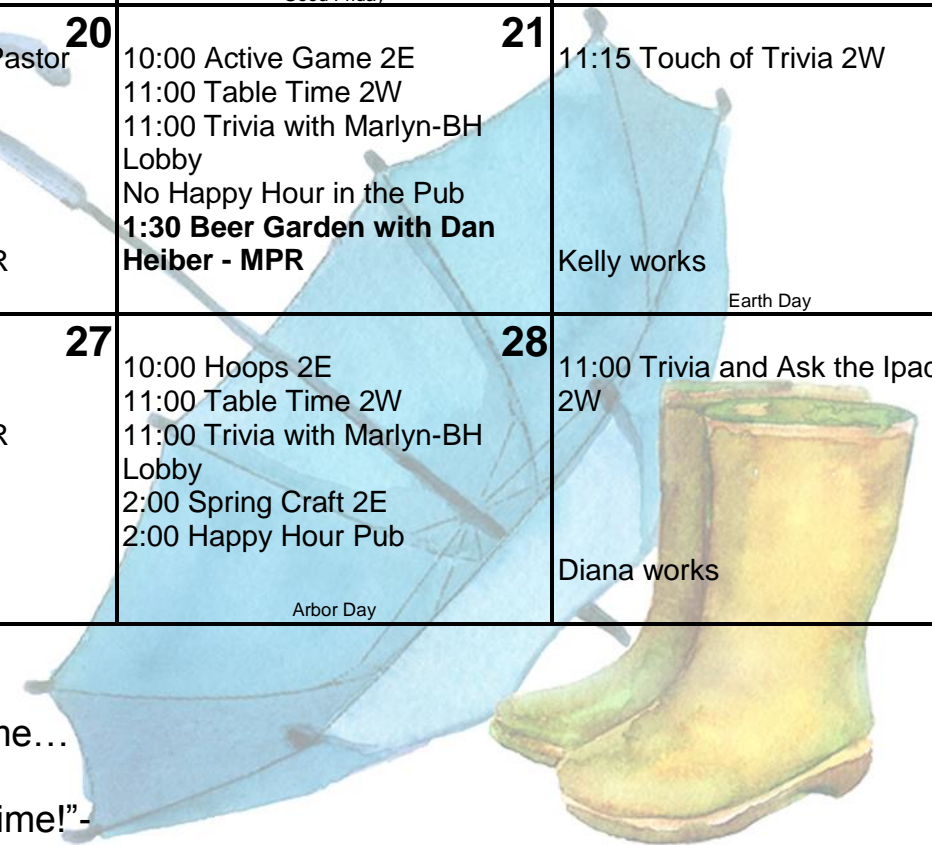 20
Pastor
R
10:00 Active Game 2E
11:00 Table Time 2W
11:00 Trivia with Marlyn-BH
Lobby
No Happy Hour in the Pub
1:30 Beer Garden with Dan
Heiber - MPR
21
11:15 Touch of Trivia 2W
Kelly works
Earth Day
27
R
10:00 Hoops 2E
11:00 Table Time 2W
11:00 Trivia with Marlyn-BH
Lobby
2:00 Spring Craft 2E
2:00 Happy Hour Pub
Arbor Day
28
11:00 Trivia and Ask the Ipad
2W
Diana works
me…
ime!”-